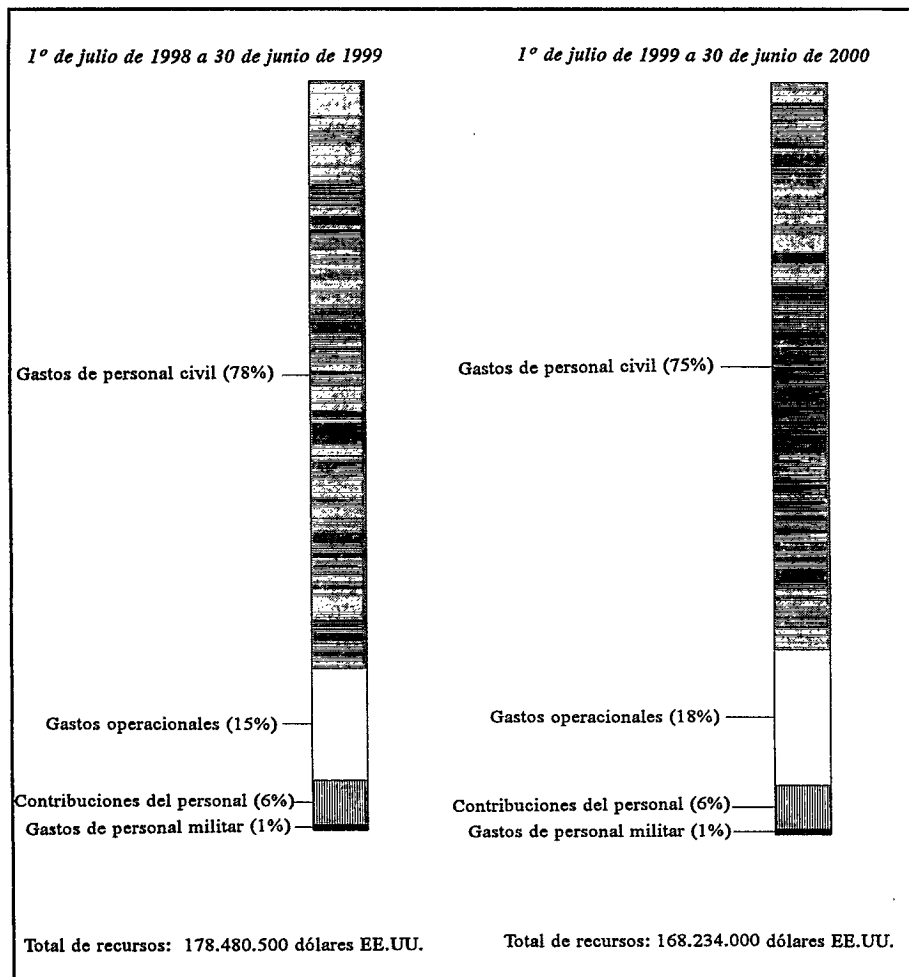 1º de julio de 1998 a 30 de junio de 1999
Gastos de personal civil (78%)
Gastos operacionales (15%)
Contribuciones del personal (6%)
Gastos de personal militar (1%)
Total de recursos: 178.480.500 dólares EE.UU.
1º de julio de 1999 a 30 de junio de 2000
Gastos de personal civil (75%)
Gastos operacionales (18%)
Contribuciones del personal (6%)
Gastos de personal militar (1%)
Total de recursos: 168.234.000 dólares EE.UU.